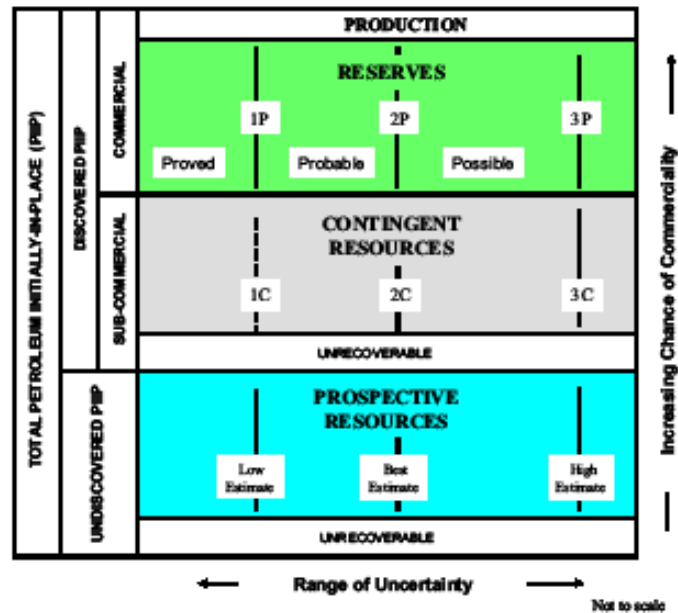 TOTAL PETROLEUM INITIALLY-IN-PLACE (PIIP)
DISCOVERED PIIP
UNDISCOVERED PIIP
COMMERCIAL
SUB-COMMERCIAL
PRODUCTION
RESERVES
1P 2P 3P
Proved Probable Possible
CONTINGENT
RESOURCES
1C 2C 3C
UNRECOVERABLE
PROSPECTIVE
RESOURCES
Low Best High
Estimate Estimate Estimate
UNRECOVERABLE
Increasing Chance of Commerciality
Range of Uncertainty
Not to scale